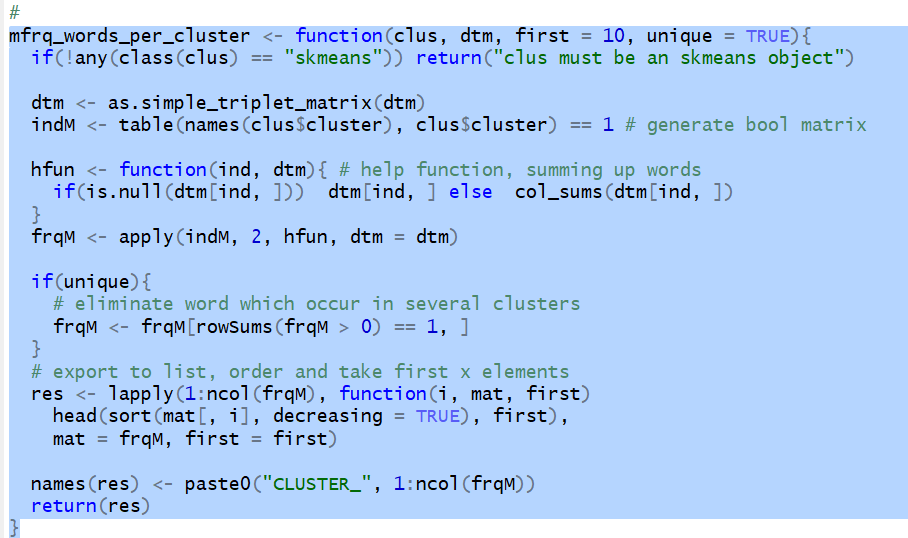 #
mfrq_words_per_cluster <- function(clus, dtm, first = 10, unique = TRUE){
  if(!any(class(clus) == "skmeans")) return("clus must be an skmeans object")

  dtm <- as.simple_triplet_matrix(dtm)
  indM <- table(names(clus$cluster), clus$cluster) == 1 # generate bool matrix

  hfun <- function(ind, dtm){ # help function, summing up words
    if(is.null(dtm[ind, ]))  dtm[ind, ] else  col_sums(dtm[ind, ])
  }
  frqM <- apply(indM, 2, hfun, dtm = dtm)

  if(unique){
    # eliminate word which occur in several clusters
    frqM <- frqM[rowSums(frqM > 0) == 1, ]
  }
  # export to list, order and take first x elements
  res <- lapply(1:ncol(frqM), function(i, mat, first)
    head(sort(mat[, i], decreasing = TRUE), first),
    mat = frqM, first = first)

  names(res) <- paste0("CLUSTER_", 1:ncol(frqM))
  return(res)
}